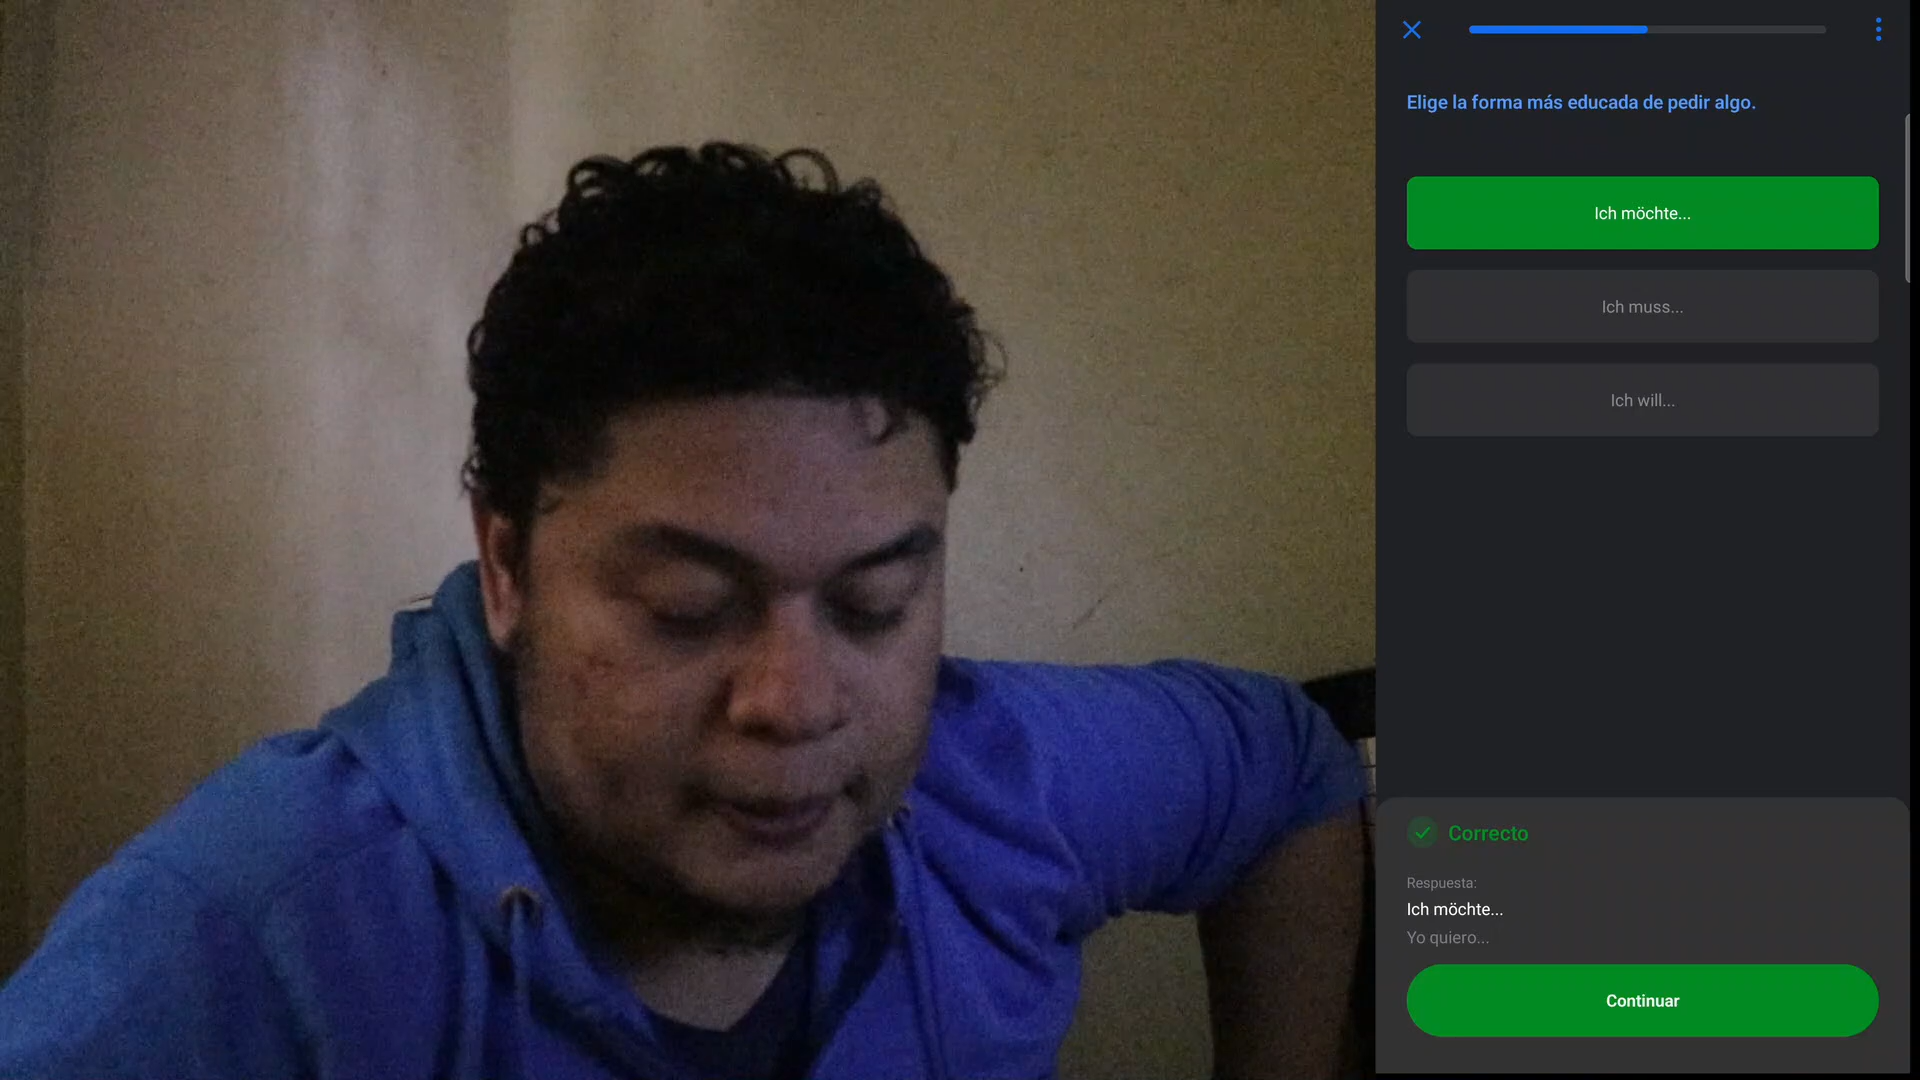 Elige la forma más educada de pedir algo.
Ich möchte...
Ich muss...
Ich will...
Correcto
Respuesta:
Ich möchte...
Yo quiero...
Continuar